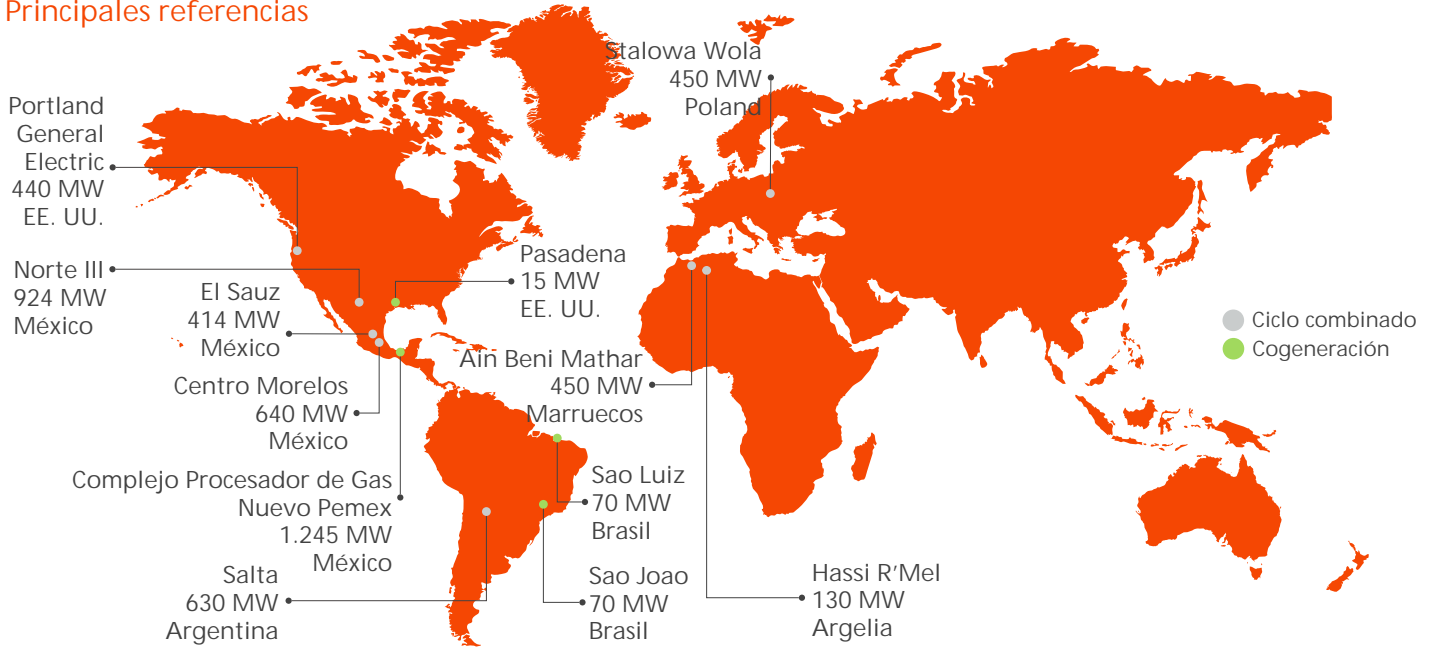 Principales referencias
Stalowa Wola
450 MW
Poland
Portland
General
Electric
440 MW
EE. UU.
Norte III
924 MW
México
El Sauz
414 MW
México
Pasadena
15 MW
EE. UU.
Ciclo combinado
Cogeneración
Ain Beni Mathar
450 MW
Marruecos
Centro Morelos
640 MW
México
Complejo Procesador de Gas
Nuevo Pemex
1.245 MW
México
Sao Luiz
70 MW
Brasil
Salta
630 MW
Argentina
Sao Joao
70 MW
Brasil
Hassi R’Mel
130 MW
Argelia